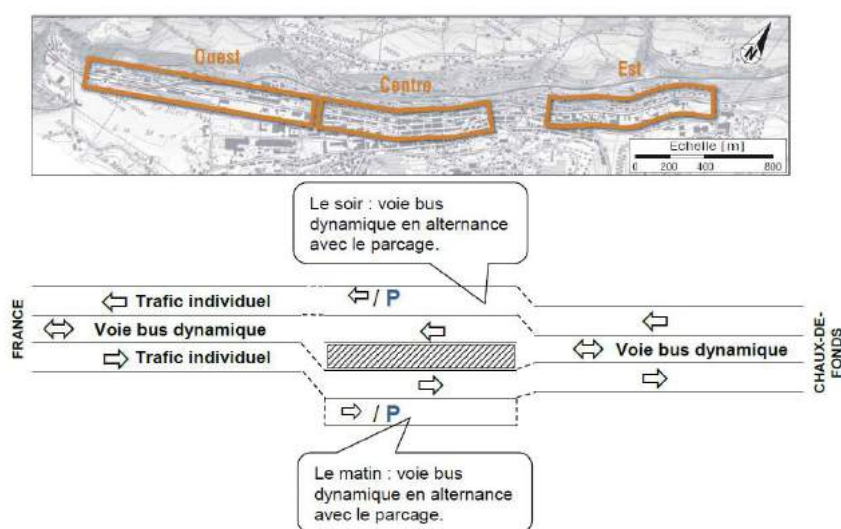 Ouest
Centre
Est
Echelle [m]
0 200 400 800
Le soir : voie bus
dynamique en alternance
avec le parcage.
FRANCE
Trafic individuel
/ P
Voie bus dynamique
Trafic individuel
Voie bus dynamique
CHAUX-DE-
FONDS
/ P
Le matin : voie bus
dynamique en alternance
avec le parcage.